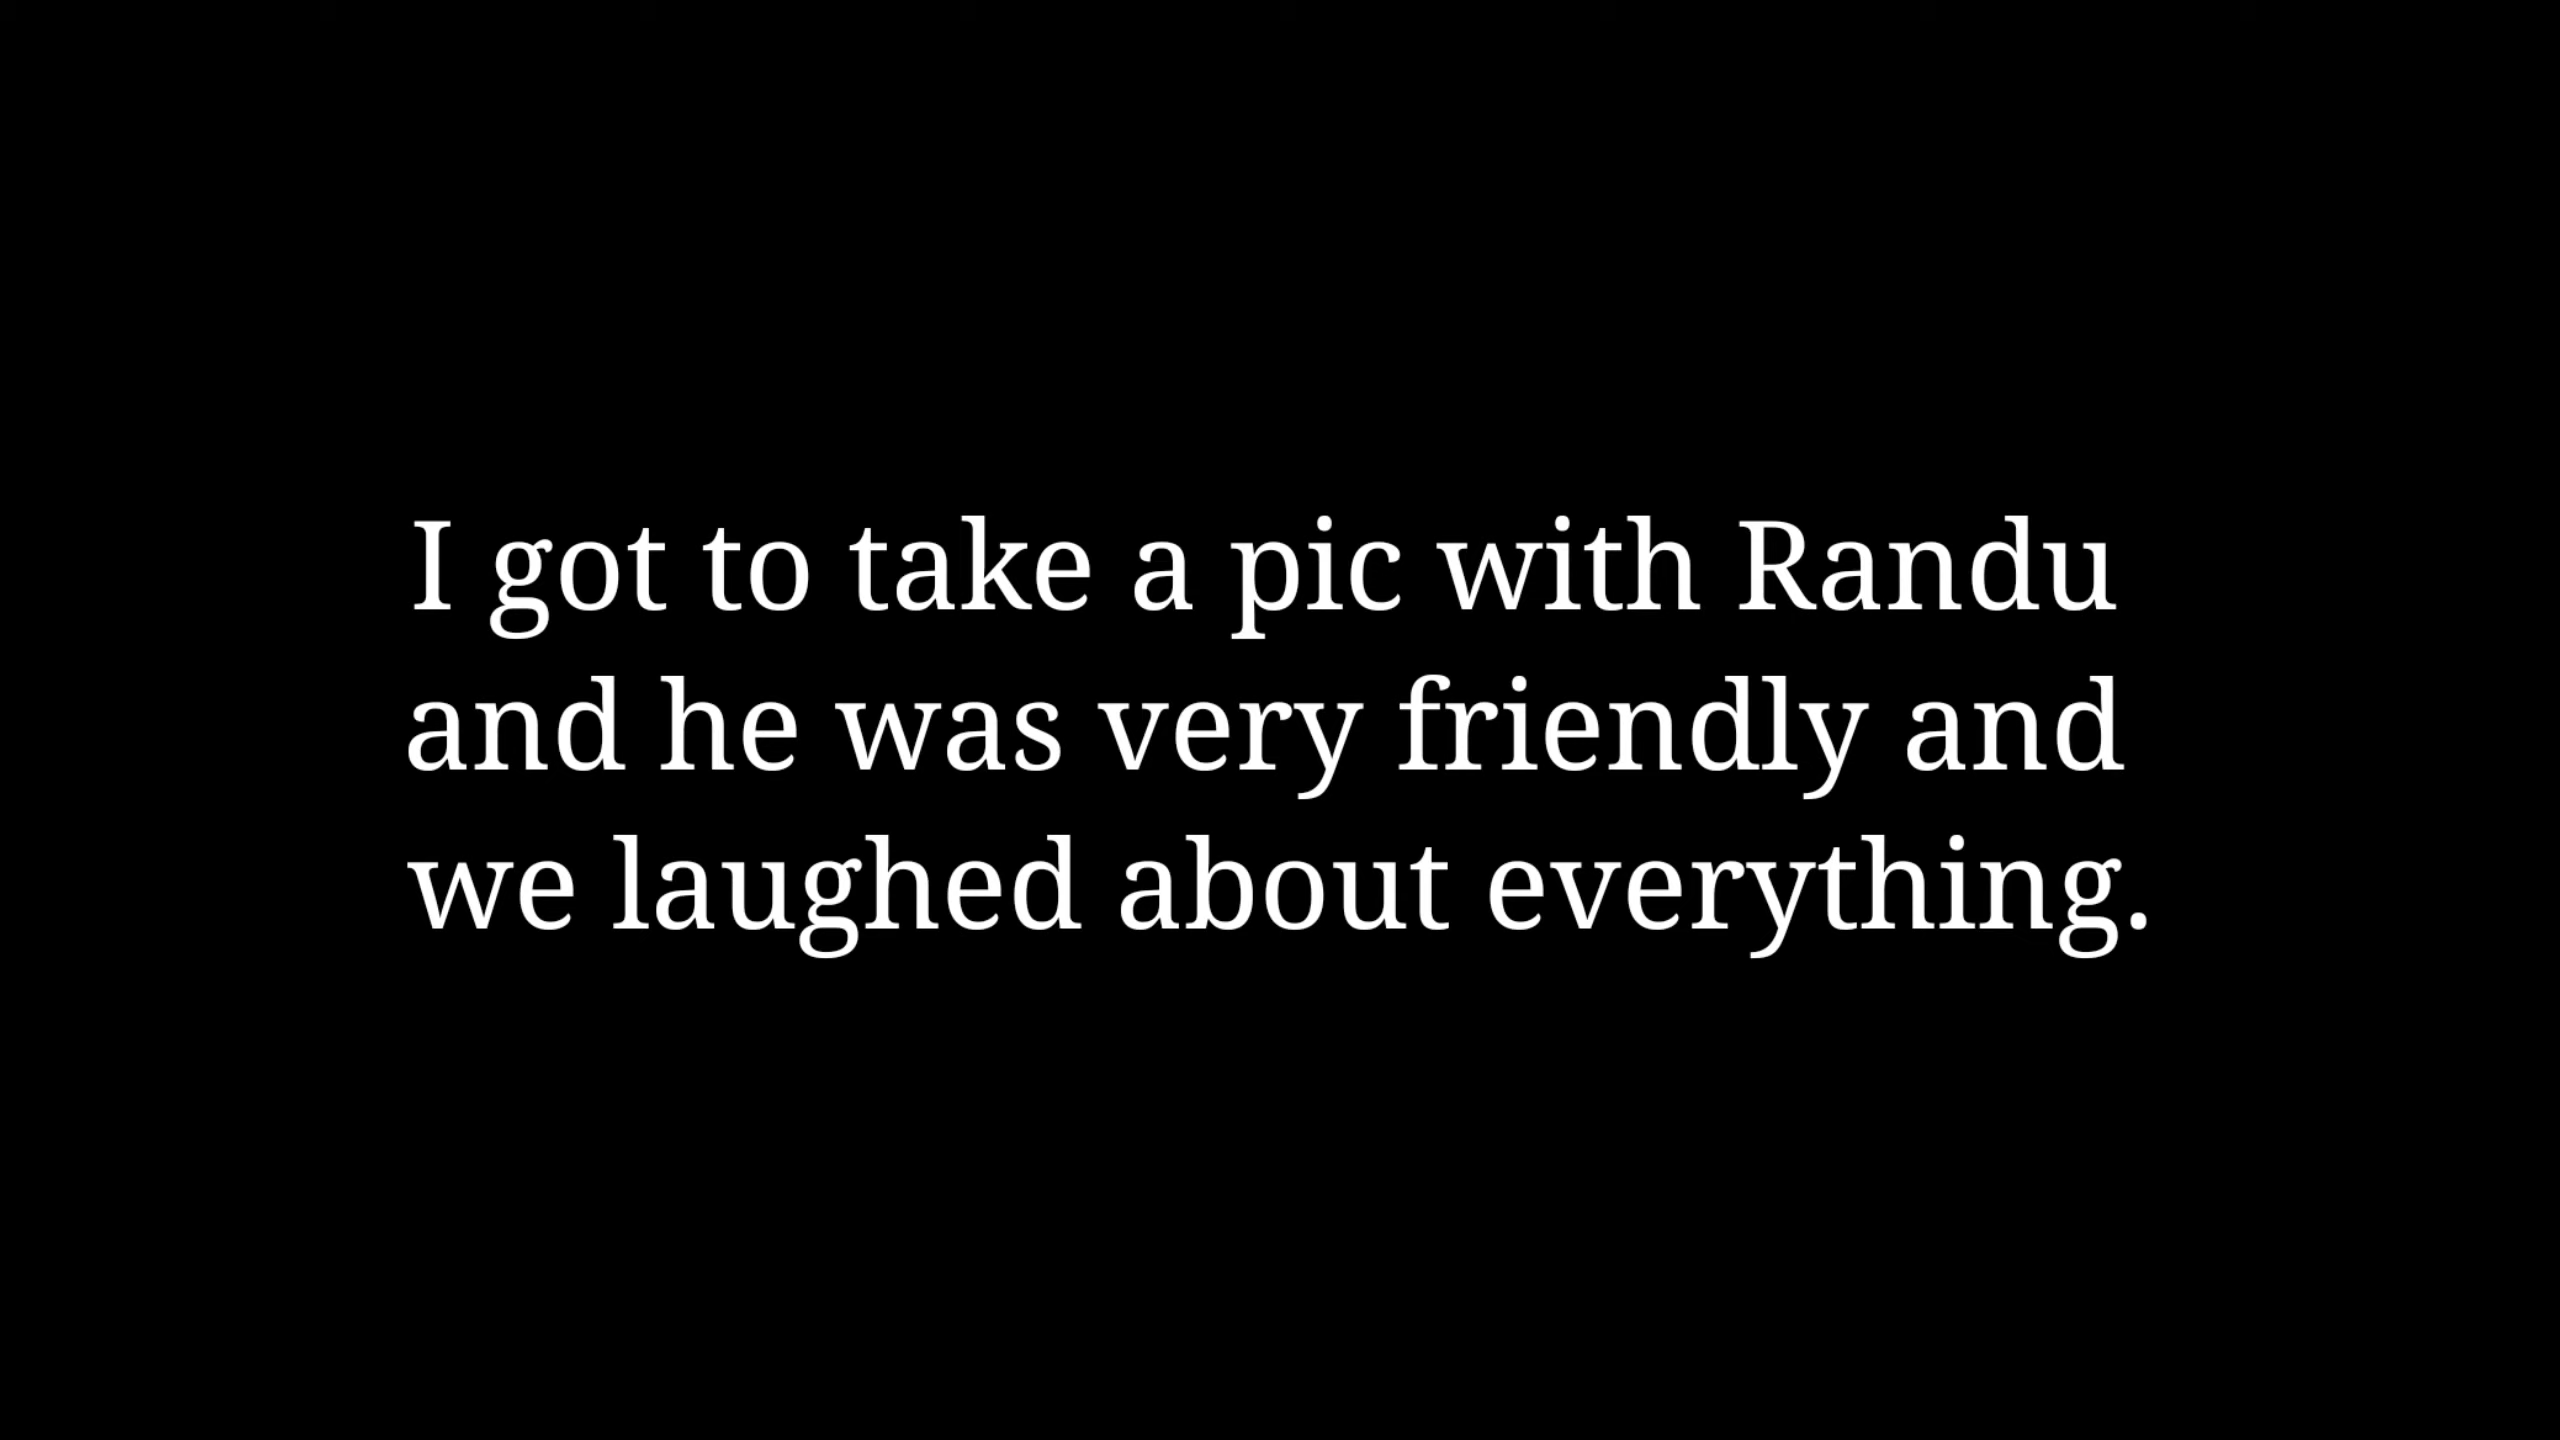 I got to take a pic with Randu
and he was very friendly and
we laughed about everything.